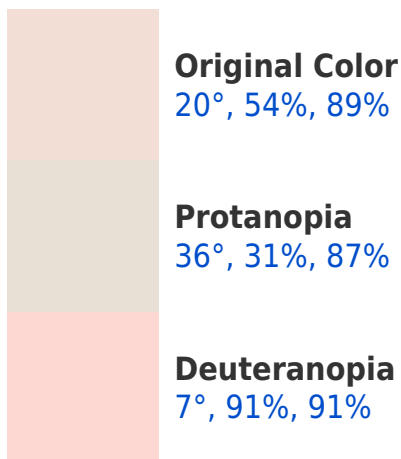 Original Color
20°, 54%, 89%
Protanopia
36°, 31%, 87%
Deuteranopia
7°, 91%, 91%